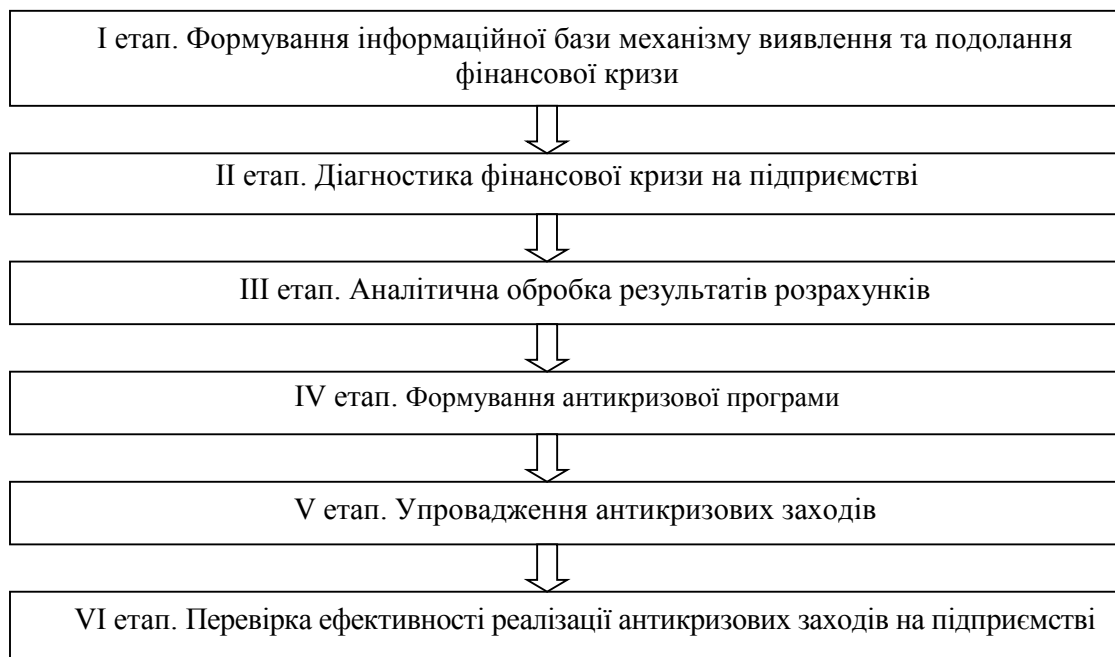 I етап. Формування інформаційної бази механізму виявлення та подолання
фінансової кризи
II етап. Діагностика фінансової кризи на підприємстві
III етап. Аналітична обробка результатів розрахунків
IV етап. Формування антикризової програми
V етап. Упровадження антикризових заходів
VI етап. Перевірка ефективності реалізації антикризових заходів на підприємстві